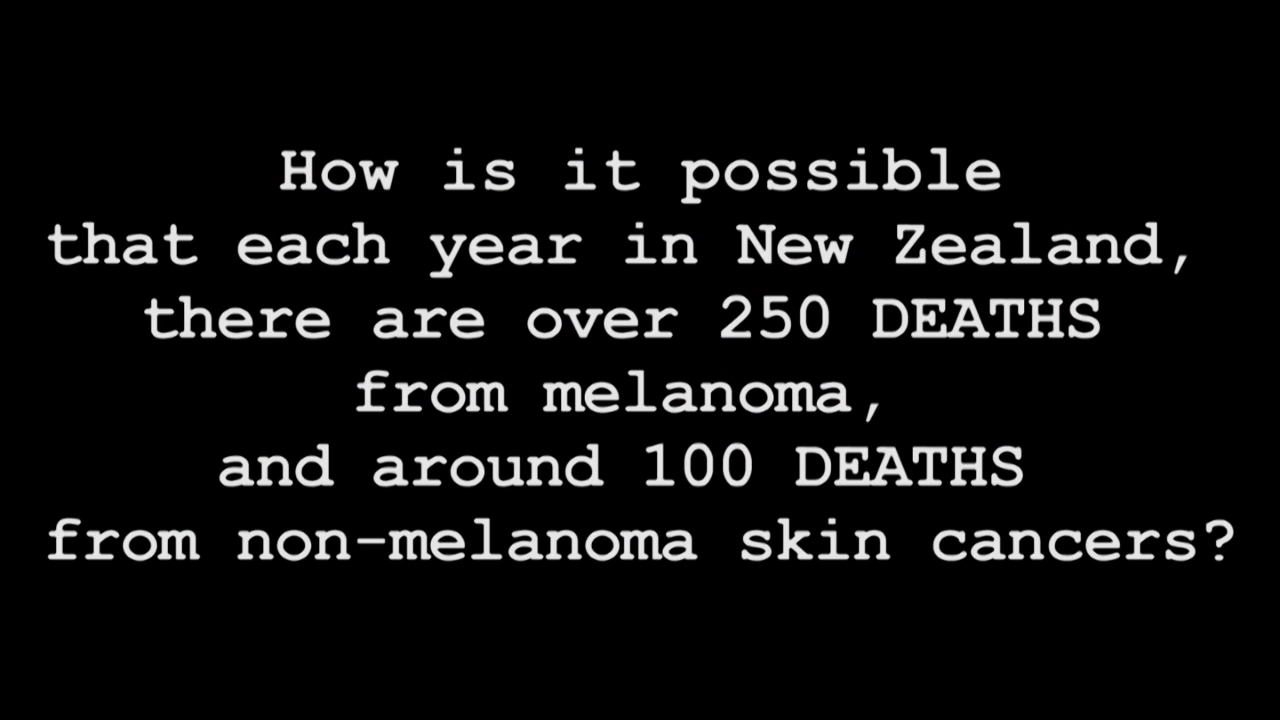 How is it possible
that each year in New Zealand,
there are over 250 DEATHS
from melanoma,
and around 100 DEATHS
from non-melanoma skin cancers?